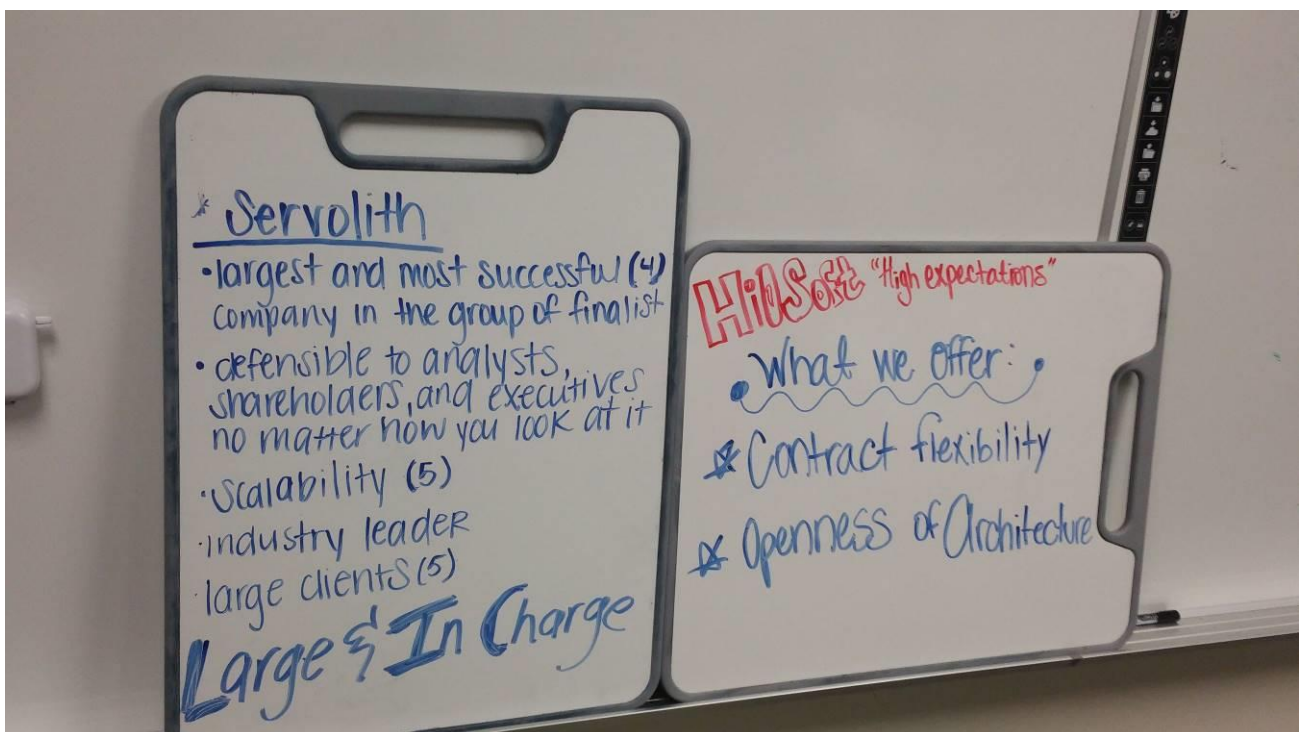 * Servolith
• largest and most successful (4)
company in the group of finalist
• defensible to analysts,
shareholders, and executives
no matter how you look at it
• Scalability (5)
• industry leader
• large clients (5)
Large & In Charge
HiQSoft "High expectations"
What we offer:
* Contract flexibility
* Openness of Architecture